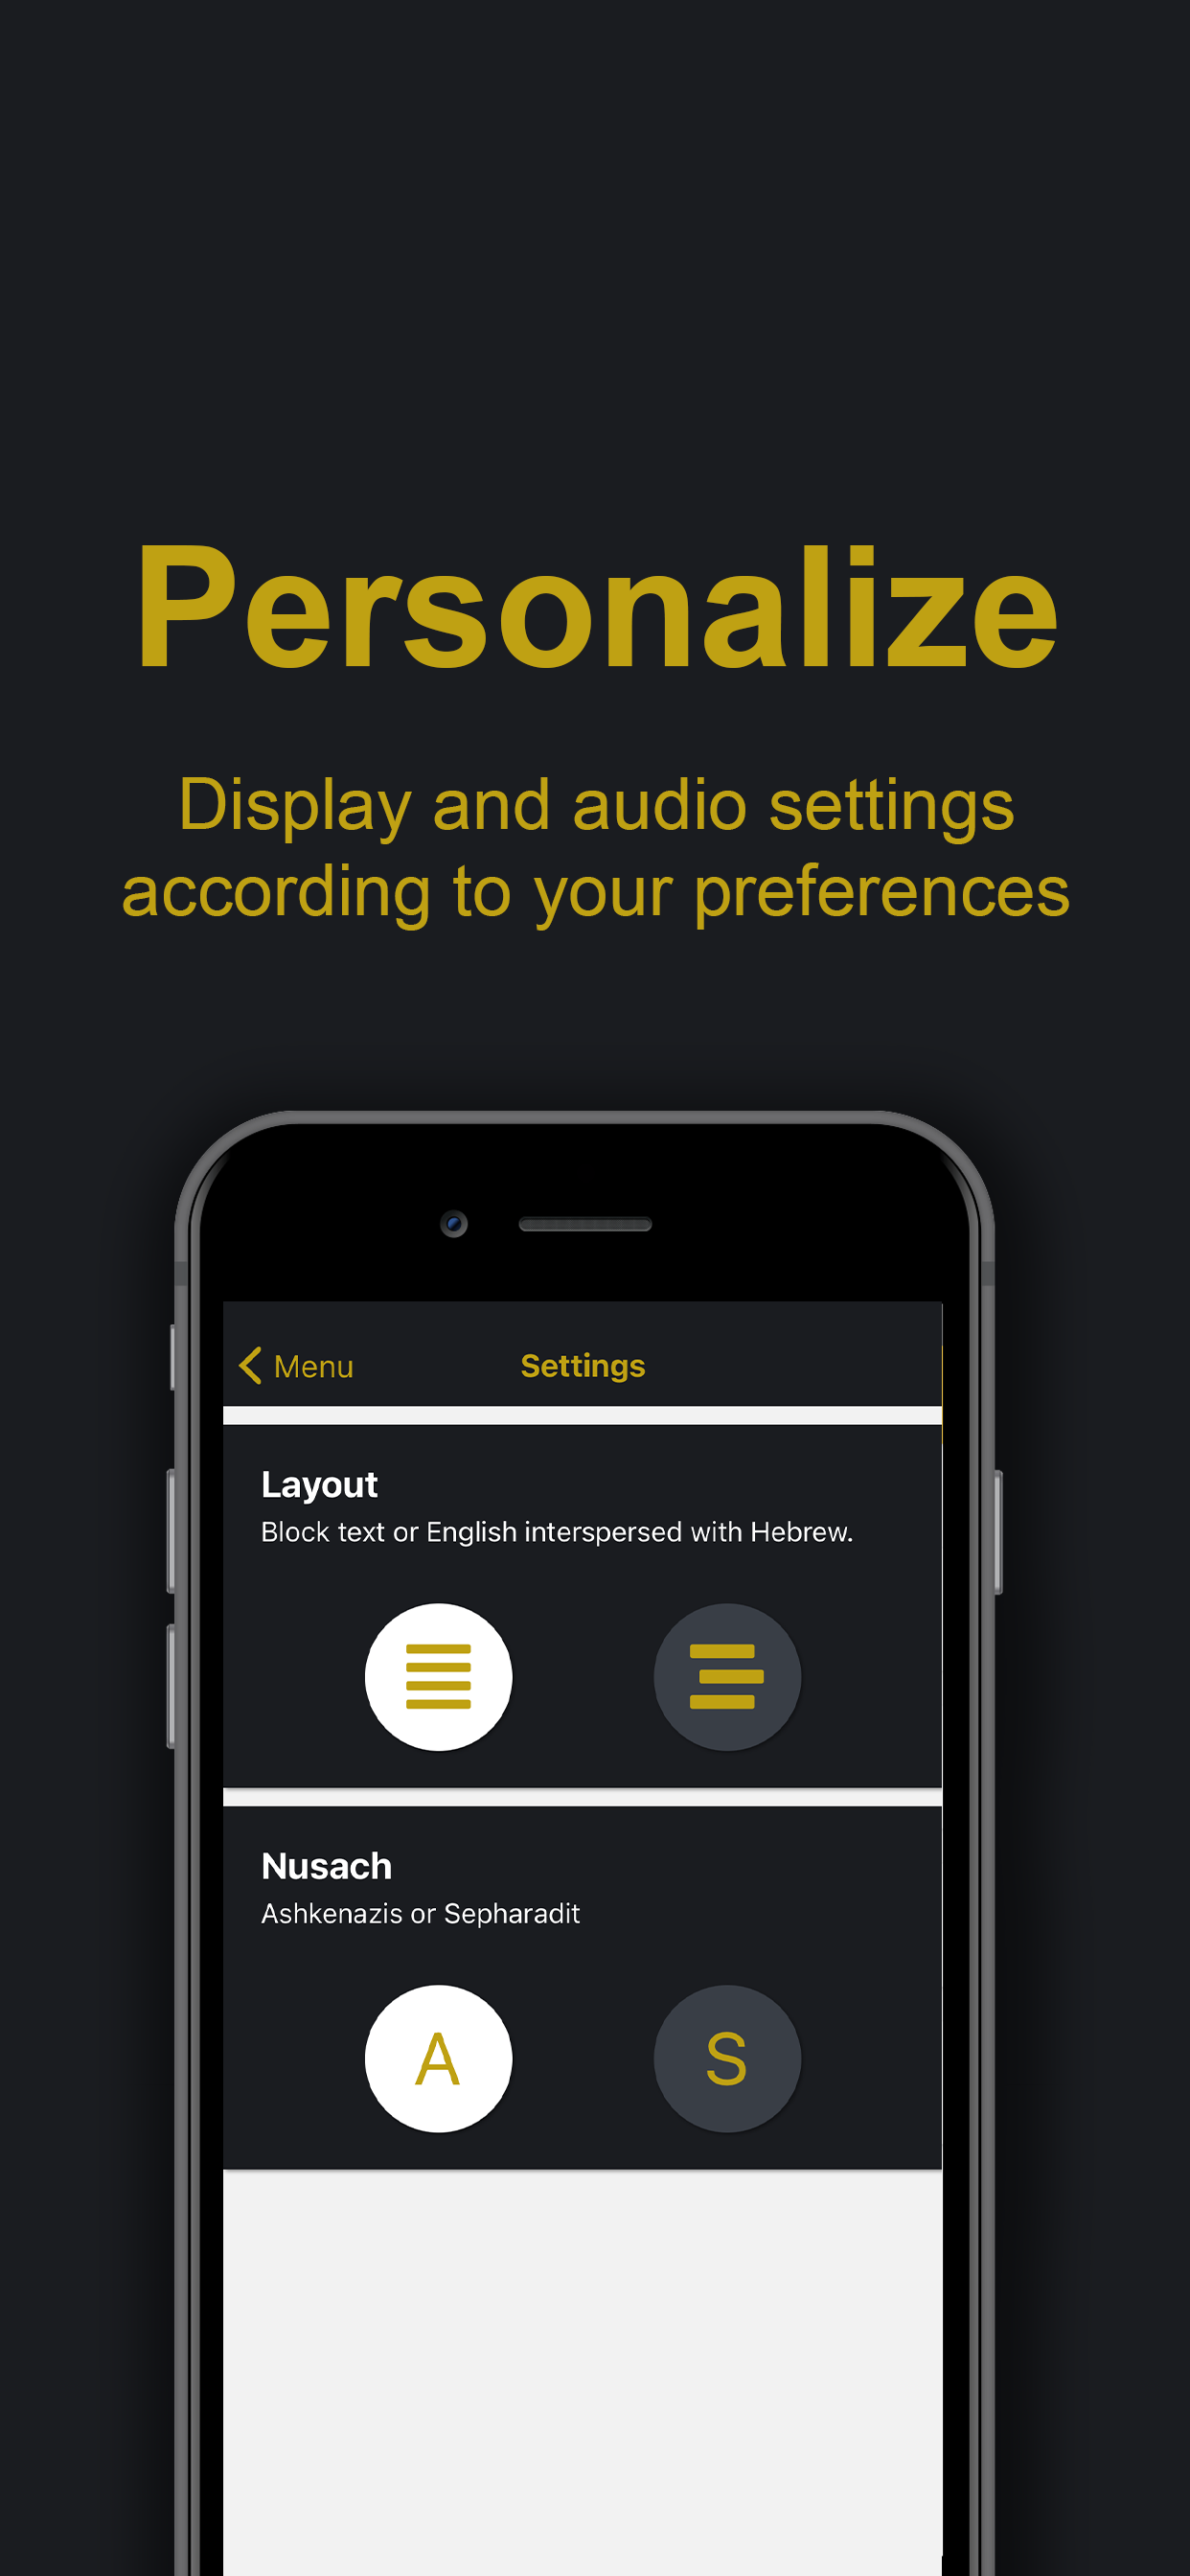 Personalize
Display and audio settings
according to your preferences
Menu
Settings
Layout
Block text or English interspersed with Hebrew.
Nusach
Ashkenazis or Sepharadit
A
S